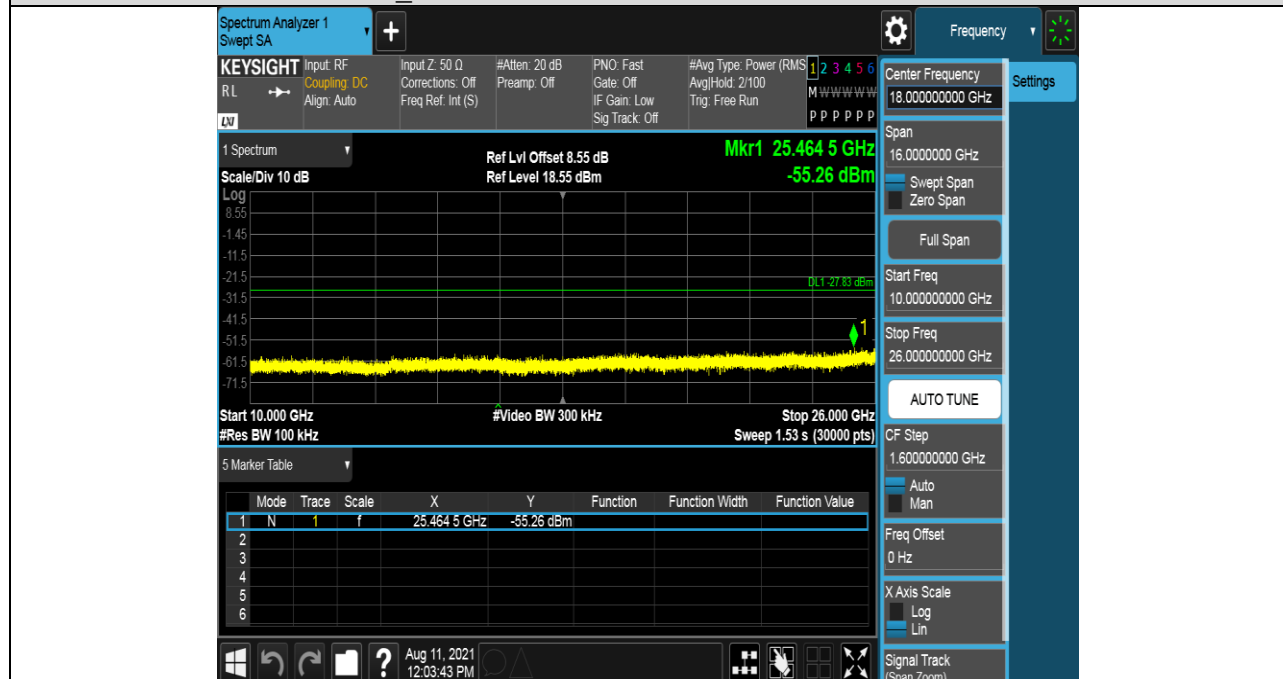 Spectrum Analyzer 1
Swept SA
+
Frequency
KEYSIGHT
RL
LXI
Input: RF
Coupling: DC
Align: Auto
Input Z: 50 Ω
Corrections: Off
Freq Ref: Int (S)
#Atten: 20 dB
Preamp: Off
PNO: Fast
Gate: Off
IF Gain: Low
Sig Track: Off
#Avg Type: Power (RMS
Avg|Hold: 2/100
Trig: Free Run
1 2 3 4 5 6
M W W W W W
P P P P P P
Center Frequency
18.000000000 GHz
Settings
1 Spectrum
Scale/Div 10 dB
Ref Lvl Offset 8.55 dB
Ref Level 18.55 dBm
Mkr1 25.464 5 GHz
-55.26 dBm
Span
16.0000000 GHz
Swept Span
Zero Span
Full Span
Log
8.55
-1.45
-11.5
-21.5
-31.5
-41.5
-51.5
-61.5
-71.5
DL1 -27.83 dBm
1
Start Freq
10.000000000 GHz
Stop Freq
26.000000000 GHz
AUTO TUNE
Start 10.000 GHz
#Video BW 300 kHz
Stop 26.000 GHz
#Res BW 100 kHz
Sweep 1.53 s (30000 pts)
CF Step
1.600000000 GHz
Auto
Man
5 Marker Table
Mode Trace Scale X Y Function Function Width Function Value
1 N 1 f 25.464 5 GHz -55.26 dBm
2
3
4
5
6
Freq Offset
0 Hz
X Axis Scale
Log
Lin
?
Aug 11, 2021
12:03:43 PM
Signal Track
(Span Zoom)